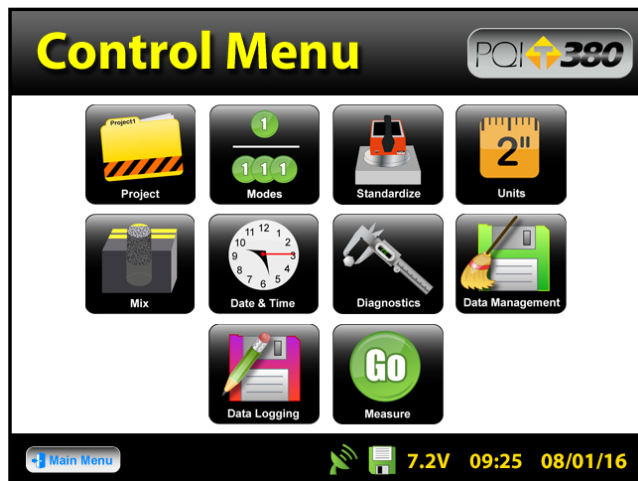 Control Menu
PQI T 380
Project1
Project
1
1 1 1
Modes
Standardize
2"
Units
Mix
12
1
2
3
4
5
6
7
8
9
10
11
Date & Time
Diagnostics
Data Management
Data Logging
Go
Measure
Main Menu
7.2V 09:25 08/01/16